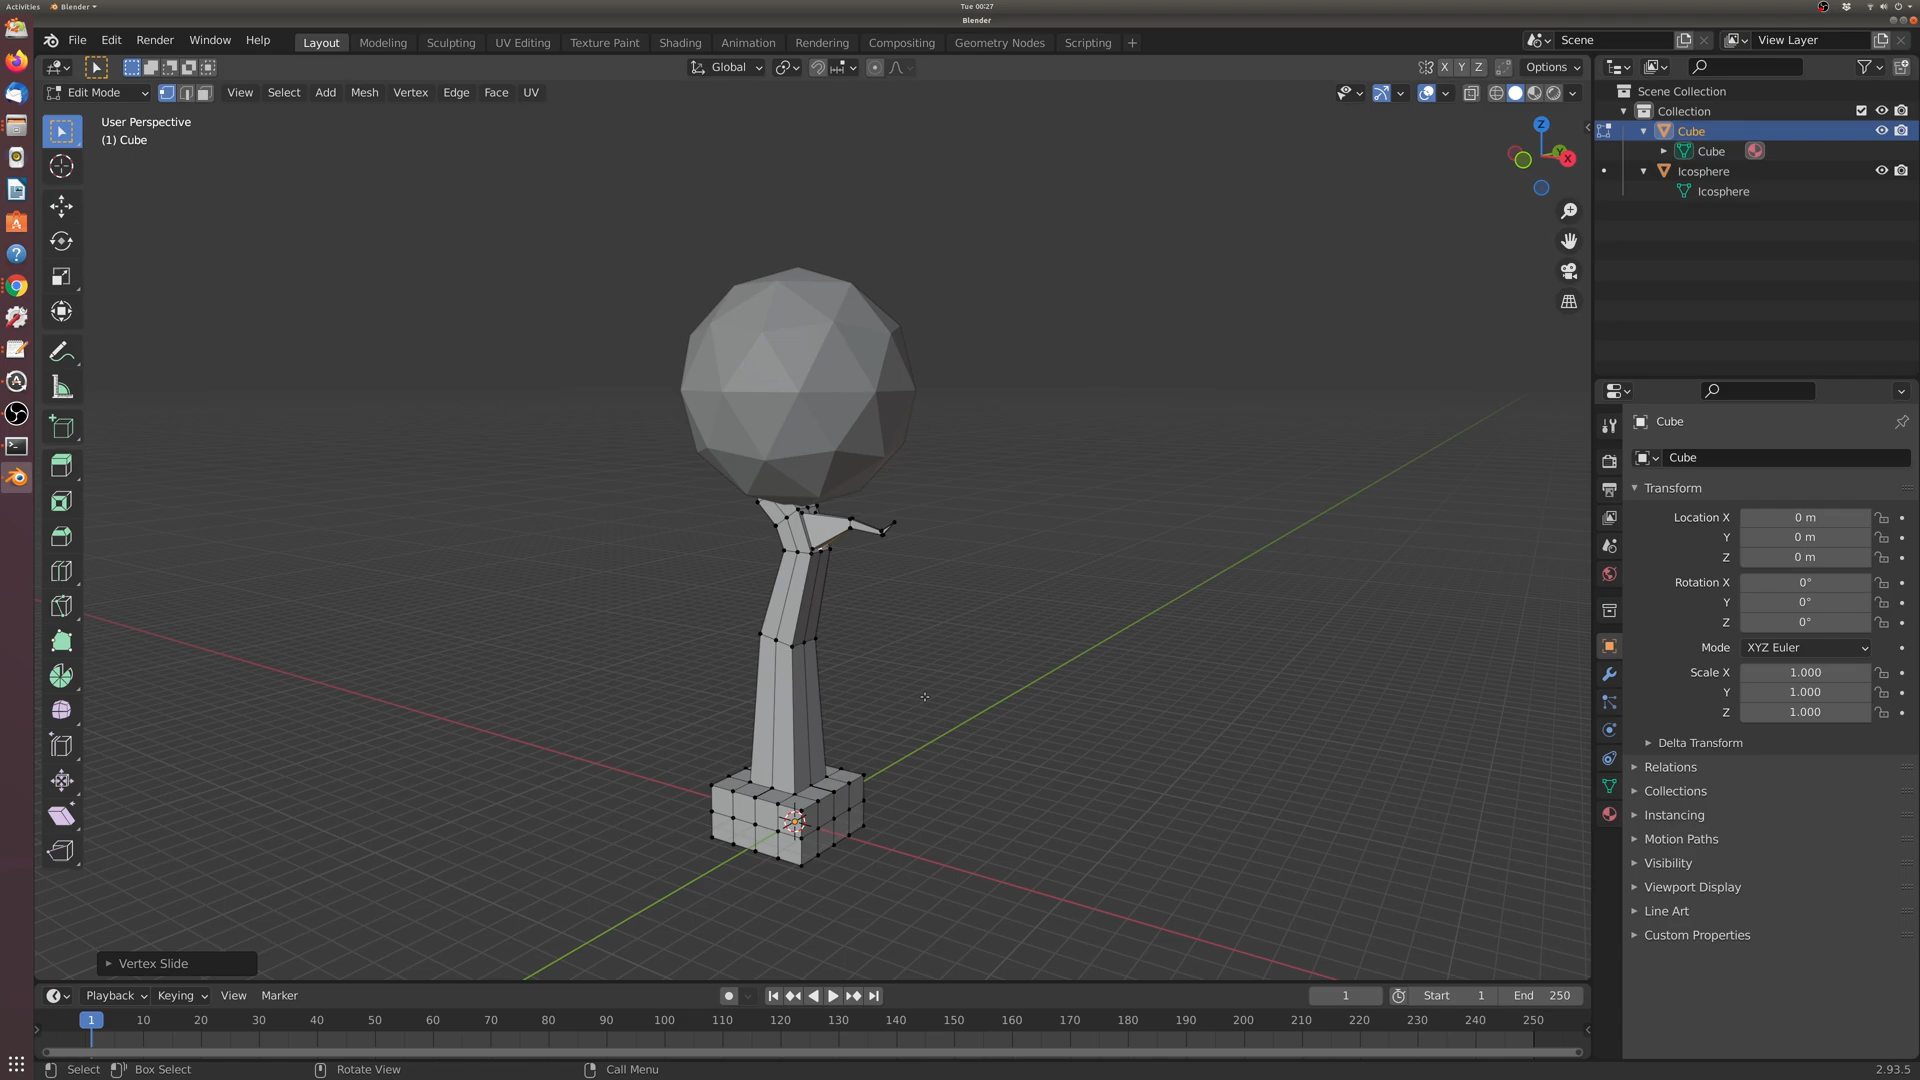 Activities Blender Tue 00:27
Blender
File Edit Render Window Help Layout Modeling Sculpting UV Editing Texture Paint Shading Animation Rendering Compositing Geometry Nodes Scripting + Scene View Layer
Global X Y Z Options
Edit Mode View Select Add Mesh Vertex Edge Face UV
User Perspective
(1) Cube
Z
Y
X
Scene Collection
Collection
Cube
Cube
Icosphere
Icosphere
Cube
Cube
Transform
Location X 0 m
Y 0 m
Z 0 m
Rotation X 0°
Y 0°
Z 0°
Mode XYZ Euler
Scale X 1.000
Y 1.000
Z 1.000
Delta Transform
Relations
Collections
Instancing
Motion Paths
Visibility
Viewport Display
Line Art
Custom Properties
Vertex Slide
Playback Keying View Marker 1 Start 1 End 250
1 10 20 30 40 50 60 70 80 90 100 110 120 130 140 150 160 170 180 190 200 210 220 230 240 250
Select Box Select Rotate View Call Menu 2.93.5